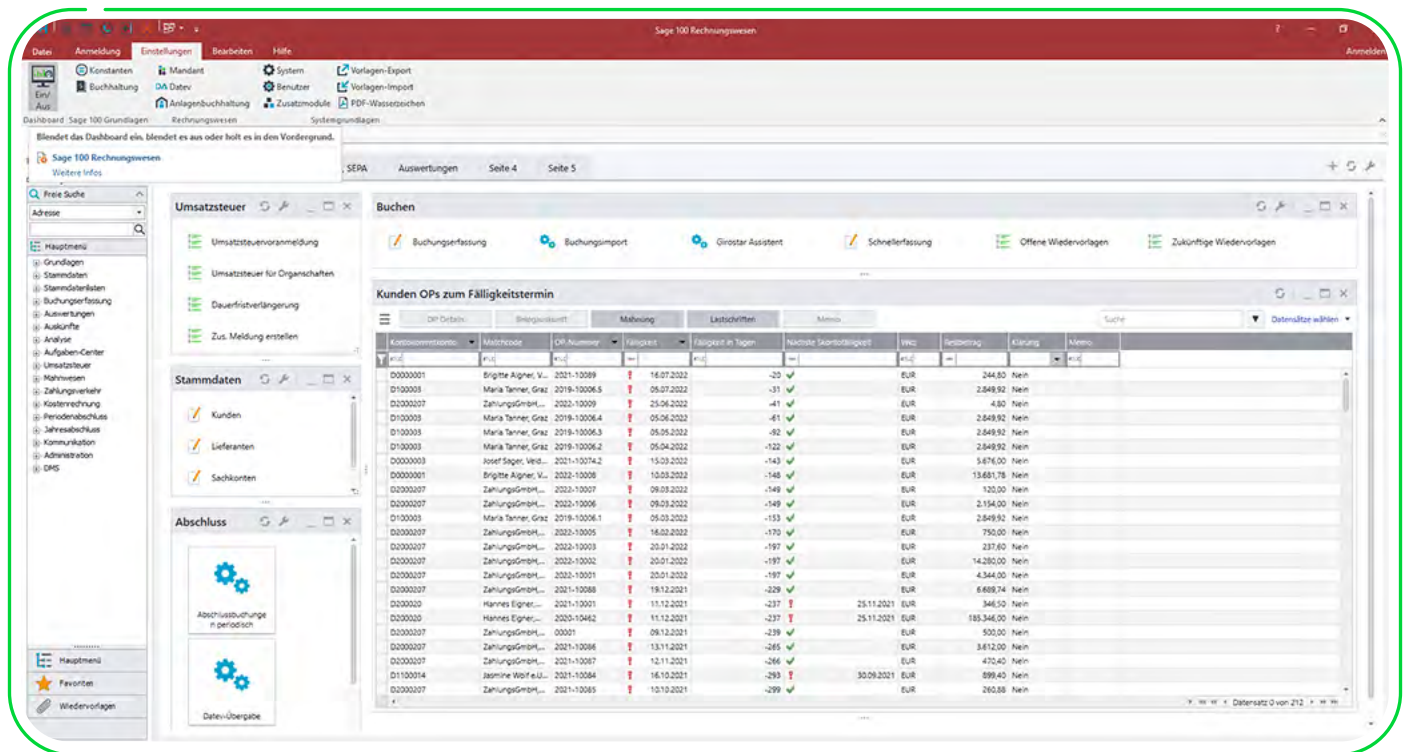 Sage 100 Rechnungswesen
Datei Anmeldung Einstellungen Bearbeiten Hilfe Anmelden
Ein/
Aus
Konstanten Mandant System Vorlagen-Export
Buchhaltung DATEV Datev Benutzer Vorlagen-Import
Anlagenbuchhaltung Zusatzmodule PDF-Wasserzeichen
Dashboard Sage 100 Grundlagen Rechnungswesen Systemgrundlagen
Blendet das Dashboard ein, blendet es aus oder holt es in den Vordergrund.
Sage 100 Rechnungswesen
Weitere Infos
, SEPA Auswertungen Seite 4 Seite 5
Freie Suche
Adresse
Hauptmenü
Grundlagen
Stammdaten
Stammdatenlisten
Buchungserfassung
Auswertungen
Auskünfte
Analyse
Aufgaben-Center
Umsatzsteuer
Mahnwesen
Zahlungsverkehr
Kostenrechnung
Periodenabschluss
Jahresabschluss
Kommunikation
Administration
DMS
Hauptmenü
Favoriten
Wiedervorlagen
Umsatzsteuer
Umsatzsteuervoranmeldung
Umsatzsteuer für Organschaften
Dauerfristverlängerung
Zus. Meldung erstellen
Stammdaten
Kunden
Lieferanten
Sachkonten
Abschluss
Abschlussbuchunge
n periodisch
Datev-Übergabe
Buchen
Buchungserfassung Buchungsimport Girostar Assistent Schnellerfassung Offene Wiedervorlagen Zukünftige Wiedervorlagen
Kunden OPs zum Fälligkeitstermin
OP Details Belegauskunft Mahnung Lastschriften Memo Suche Datensätze wählen
Kontokorrentkonto Matchcode OP-Nummer Fälligkeit Fälligkeit in Tagen Nächste Skontofälligkeit WKz Restbetrag Klärung Memo
D0000001 Brigitte Aigner, V... 2021-10089 16.07.2022 -20 EUR 244,80 Nein
D100003 Maria Tanner, Graz 2019-10006.5 05.07.2022 -31 EUR 2.849,92 Nein
D2000207 ZahlungsGmbH,... 2022-10009 25.06.2022 -41 EUR 4,80 Nein
D100003 Maria Tanner, Graz 2019-10006.4 05.06.2022 -61 EUR 2.849,92 Nein
D100003 Maria Tanner, Graz 2019-10006.3 05.05.2022 -92 EUR 2.849,92 Nein
D100003 Maria Tanner, Graz 2019-10006.2 05.04.2022 -122 EUR 2.849,92 Nein
D0000003 Josef Sager, Veld... 2021-10074.2 15.03.2022 -143 EUR 5.676,00 Nein
D0000001 Brigitte Aigner, V... 2022-10008 10.03.2022 -148 EUR 13.681,78 Nein
D2000207 ZahlungsGmbH,... 2022-10007 09.03.2022 -149 EUR 120,00 Nein
D2000207 ZahlungsGmbH,... 2022-10006 09.03.2022 -149 EUR 2.154,00 Nein
D100003 Maria Tanner, Graz 2019-10006.1 05.03.2022 -153 EUR 2.849,92 Nein
D2000207 ZahlungsGmbH,... 2022-10005 16.02.2022 -170 EUR 750,00 Nein
D2000207 ZahlungsGmbH,... 2022-10003 20.01.2022 -197 EUR 237,60 Nein
D2000207 ZahlungsGmbH,... 2022-10002 20.01.2022 -197 EUR 14.280,00 Nein
D2000207 ZahlungsGmbH,... 2022-10001 20.01.2022 -197 EUR 4.344,00 Nein
D2000207 ZahlungsGmbH,... 2021-10088 19.12.2021 -229 EUR 6.689,74 Nein
D200020 Hannes Eigner,... 2021-10001 11.12.2021 -237 25.11.2021 EUR 346,50 Nein
D200020 Hannes Eigner,... 2020-10462 11.12.2021 -237 25.11.2021 EUR 185.346,00 Nein
D2000207 ZahlungsGmbH,... 00001 09.12.2021 -239 EUR 500,00 Nein
D2000207 ZahlungsGmbH,... 2021-10086 13.11.2021 -265 EUR 3.612,00 Nein
D2000207 ZahlungsGmbH,... 2021-10087 12.11.2021 -266 EUR 470,40 Nein
D1100014 Jasmine Wolf e.U... 2021-10084 16.10.2021 -293 30.09.2021 EUR 899,40 Nein
D2000207 ZahlungsGmbH,... 2021-10085 10.10.2021 -299 EUR 260,88 Nein
Datensatz 0 von 212